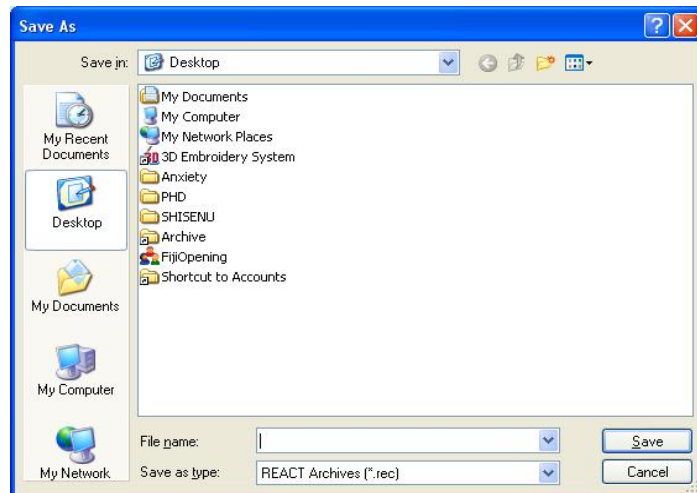 Save As
Save in: Desktop
My Documents
My Computer
My Network Places
3D Embroidery System
Anxiety
PHD
SHISENU
Archive
FijiOpening
Shortcut to Accounts
My Recent
Documents
Desktop
My Documents
My Computer
My Network
File name: Save
Save as type: REACT Archives (*.rec) Cancel